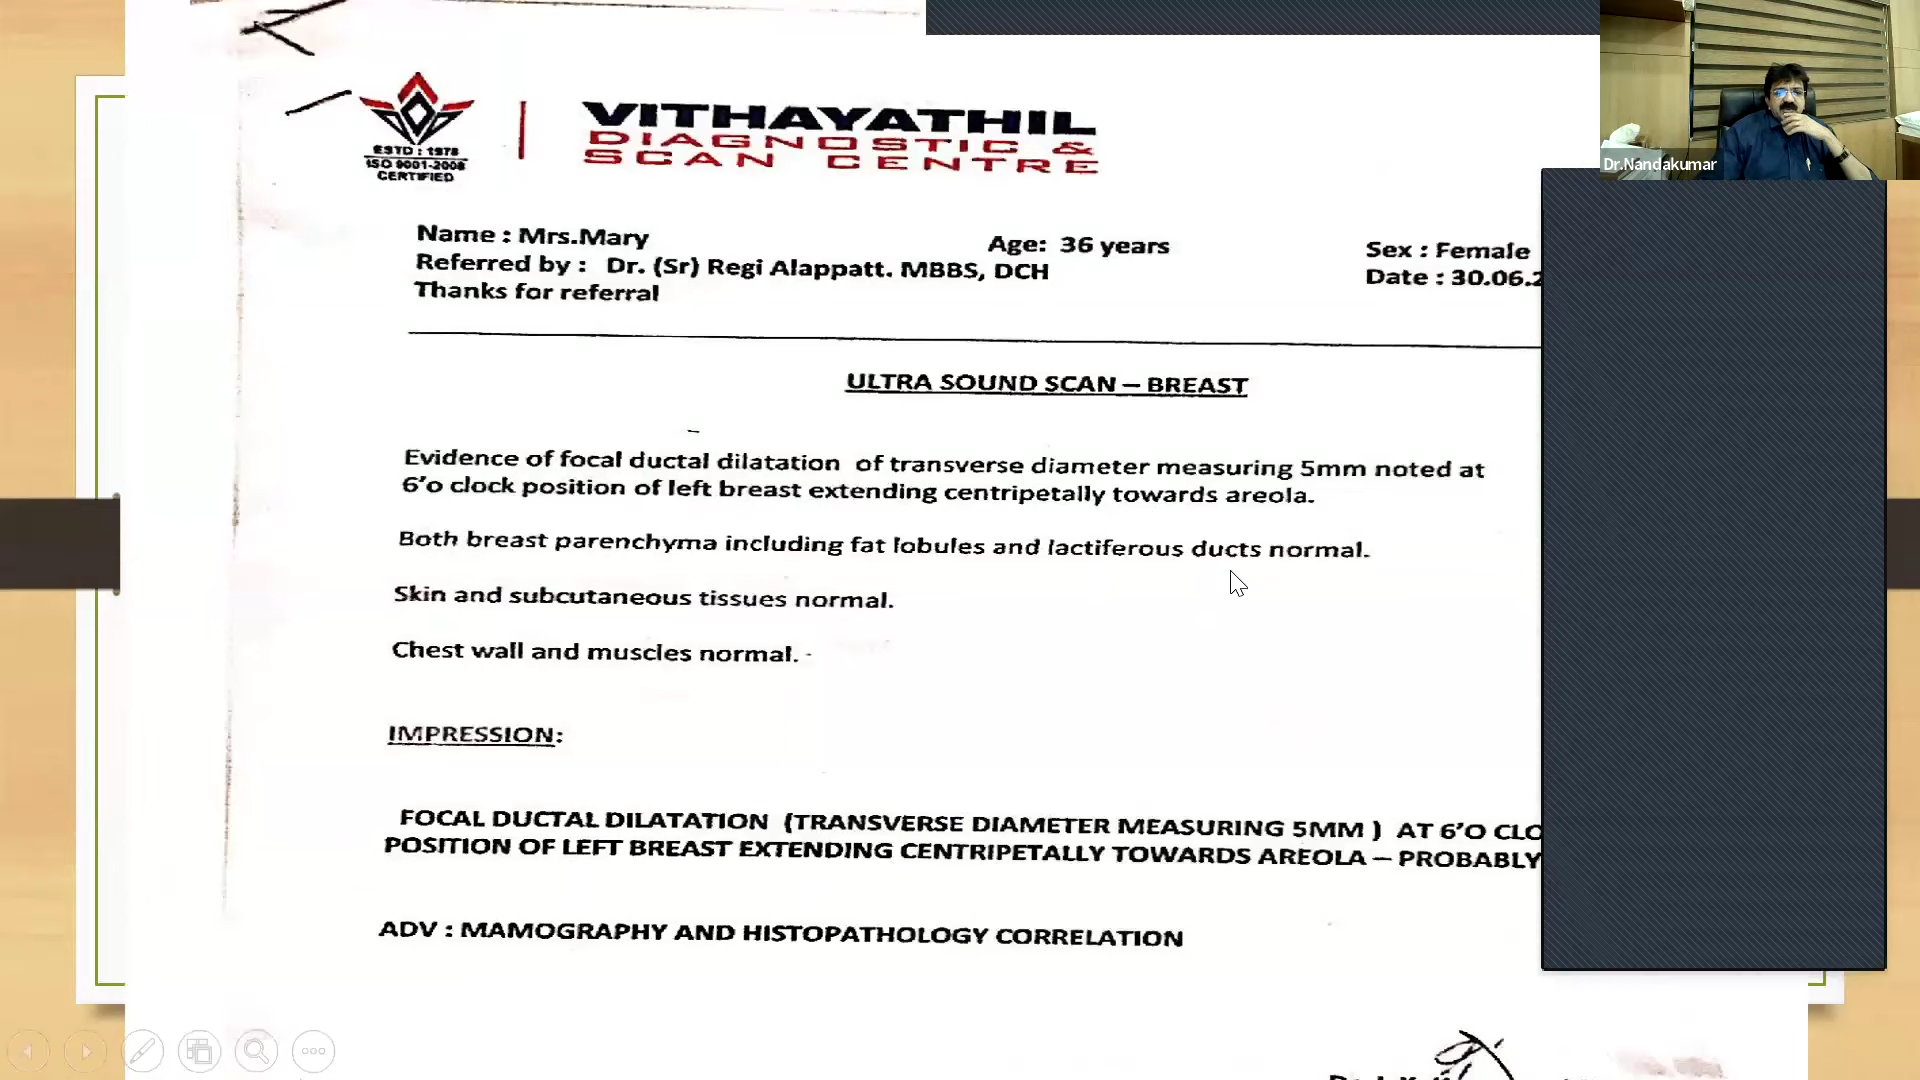 VITHAYATHIL
DIAGNOSTIC &
SCAN CENTRE
ESTD : 1978
ISO 9001-2008
CERTIFIED
Dr.Nandakumar
Name : Mrs.Mary Age: 36 years Sex : Female
Referred by : Dr. (Sr) Regi Alappatt. MBBS, DCH Date : 30.06.2
Thanks for referral
ULTRA SOUND SCAN – BREAST
Evidence of focal ductal dilatation of transverse diameter measuring 5mm noted at
6'o clock position of left breast extending centripetally towards areola.
Both breast parenchyma including fat lobules and lactiferous ducts normal.
Skin and subcutaneous tissues normal.
Chest wall and muscles normal.
IMPRESSION:
FOCAL DUCTAL DILATATION (TRANSVERSE DIAMETER MEASURING 5MM ) AT 6'O CLO
POSITION OF LEFT BREAST EXTENDING CENTRIPETALLY TOWARDS AREOLA – PROBABLY
ADV : MAMOGRAPHY AND HISTOPATHOLOGY CORRELATION